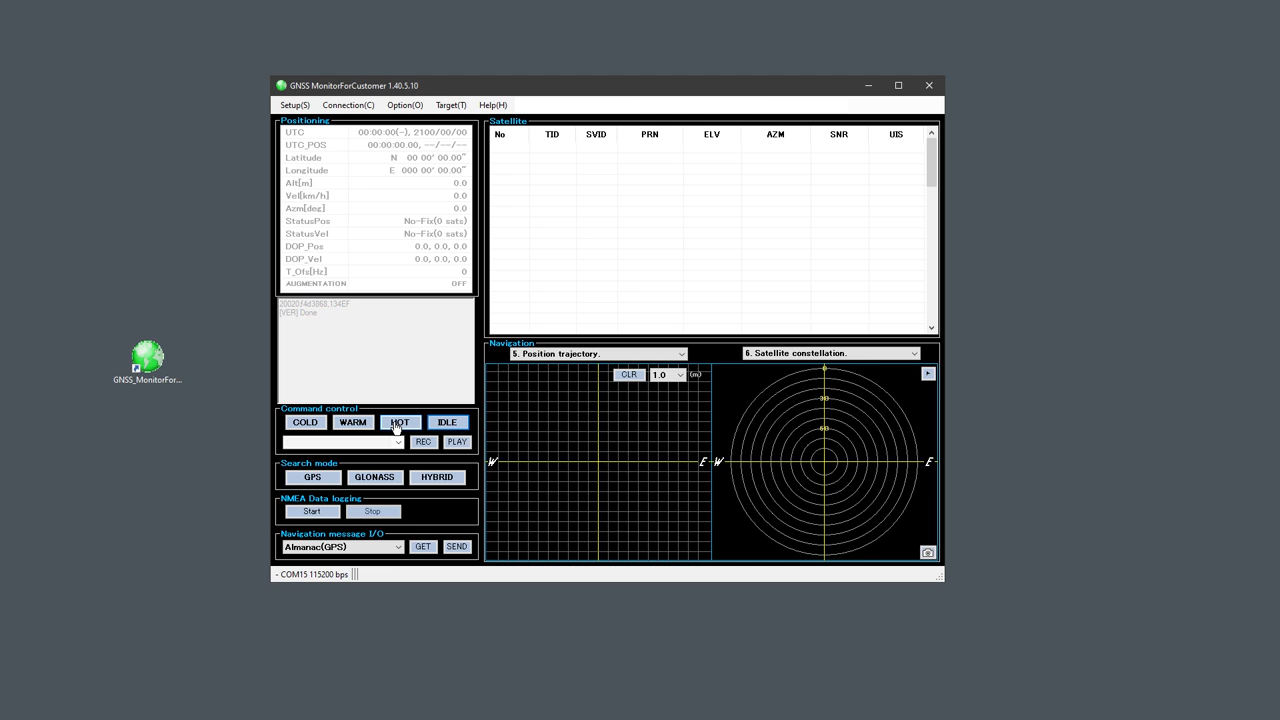 GNSS MonitorForCustomer 1.40.5.10
Setup(S) Connection(C) Option(O) Target(T) Help(H)
Positioning
UTC 00:00:00(-), 2100/00/00
UTC_POS 00:00:00.00, --/--/--
Latitude N 00 00' 00.00"
Longitude E 000 00' 00.00"
Alt[m] 0.0
Vel[km/h] 0.0
Azm[deg] 0.0
StatusPos No-Fix(0 sats)
StatusVel No-Fix(0 sats)
DOP_Pos 0.0, 0.0, 0.0
DOP_Vel 0.0, 0.0, 0.0
T_Ofs[Hz] 0
AUGMENTATION OFF
Satellite
No TID SVID PRN ELV AZM SNR UIS
20020,f4d3868,134EF
[VER] Done
Navigation
5. Position trajectory. 6. Satellite constellation.
CLR 1.0 (m)
0
30
60
W E W E
Command control
COLD WARM HOT IDLE
REC PLAY
Search mode
GPS GLONASS HYBRID
NMEA Data logging
Start Stop
Navigation message I/O
Almanac(GPS) GET SEND
- COM15 115200 bps
GNSS_MonitorFor...